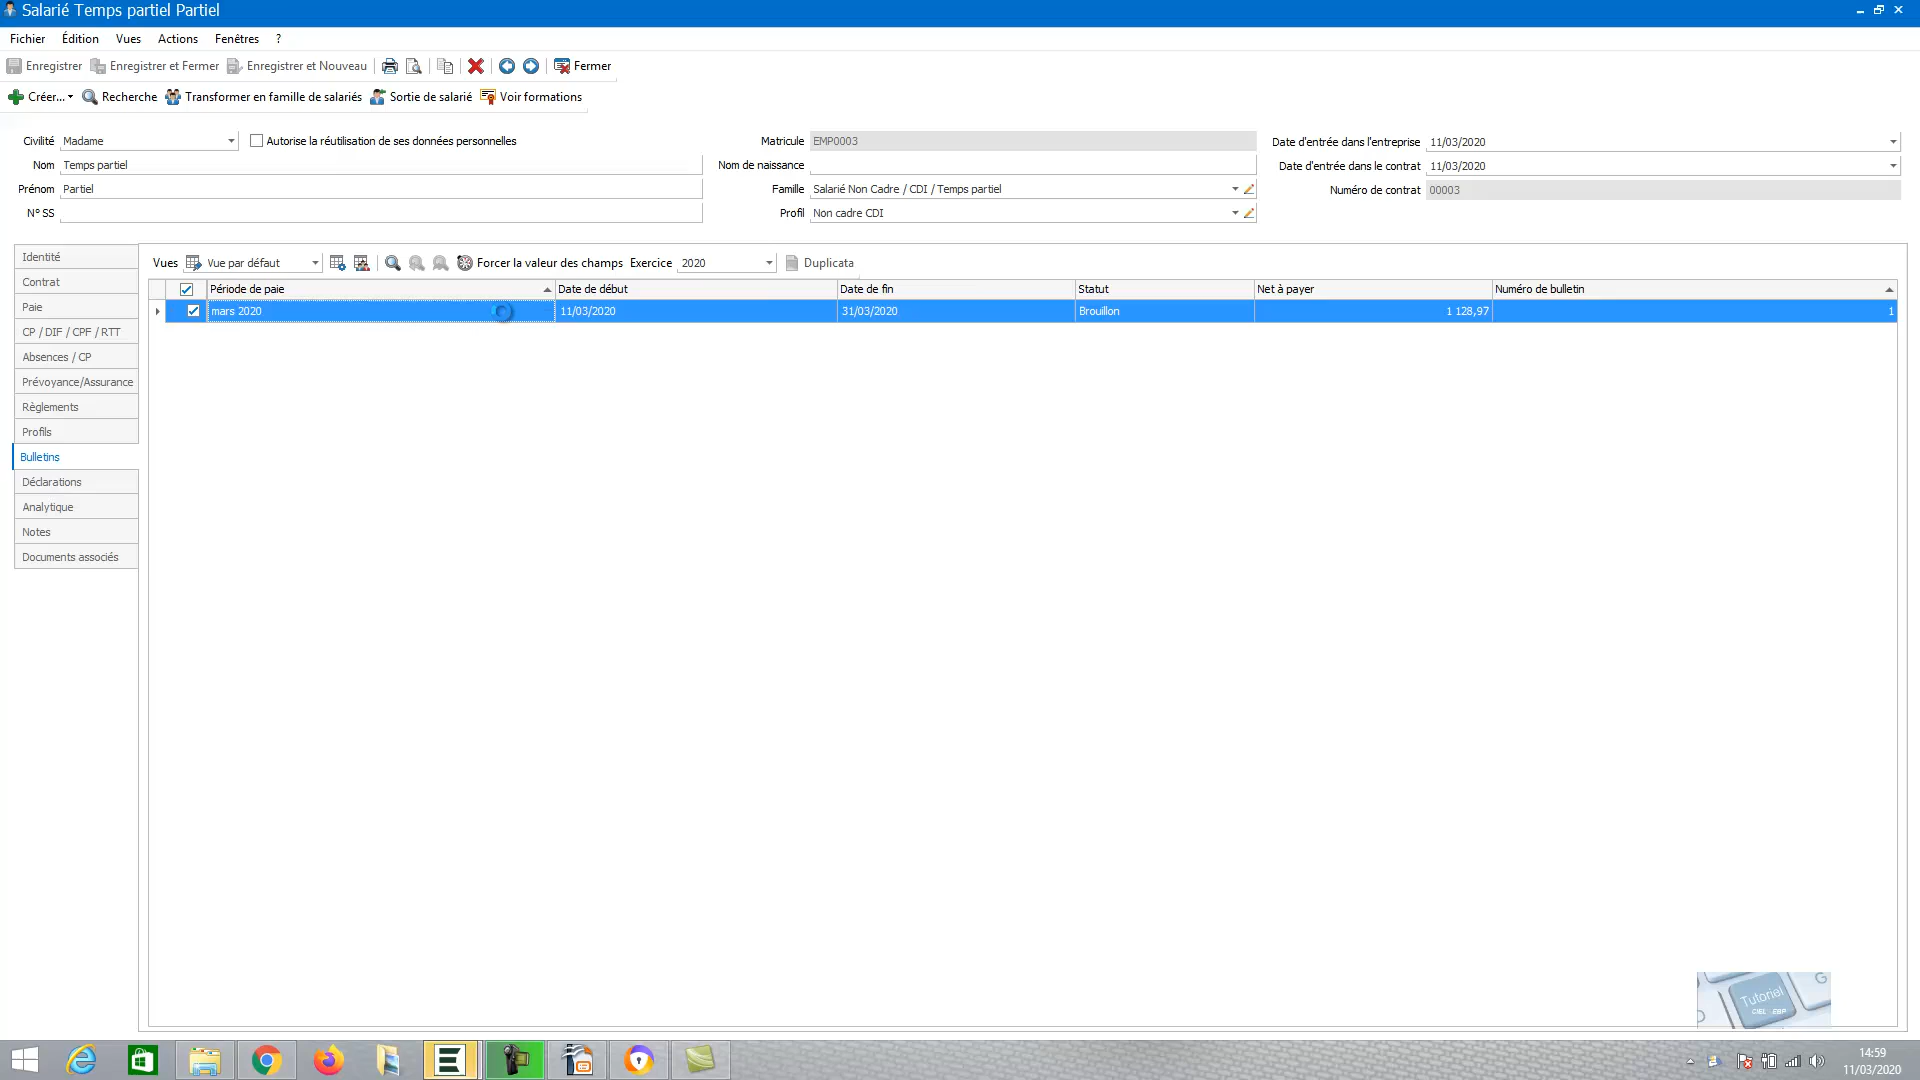 Salarié Temps partiel Partiel
Fichier Édition Vues Actions Fenêtres ?
Enregistrer Enregistrer et Fermer Enregistrer et Nouveau Fermer
Créer... Recherche Transformer en famille de salariés Sortie de salarié Voir formations
Civilité Madame Autorise la réutilisation de ses données personnelles Matricule EMP0003 Date d'entrée dans l'entreprise 11/03/2020
Nom Temps partiel Nom de naissance Date d'entrée dans le contrat 11/03/2020
Prénom Partiel Famille Salarié Non Cadre / CDI / Temps partiel Numéro de contrat 00003
N° SS Profil Non cadre CDI
Identité
Contrat
Paie
CP / DIF / CPF / RTT
Absences / CP
Prévoyance/Assurance
Règlements
Profils
Bulletins
Déclarations
Analytique
Notes
Documents associés
Vues Vue par défaut Forcer la valeur des champs Exercice 2020 Duplicata
Période de paie Date de début Date de fin Statut Net à payer Numéro de bulletin
mars 2020 11/03/2020 31/03/2020 Brouillon 1 128,97 1
G
Tutoriel
CIEL EBP
14:59
11/03/2020